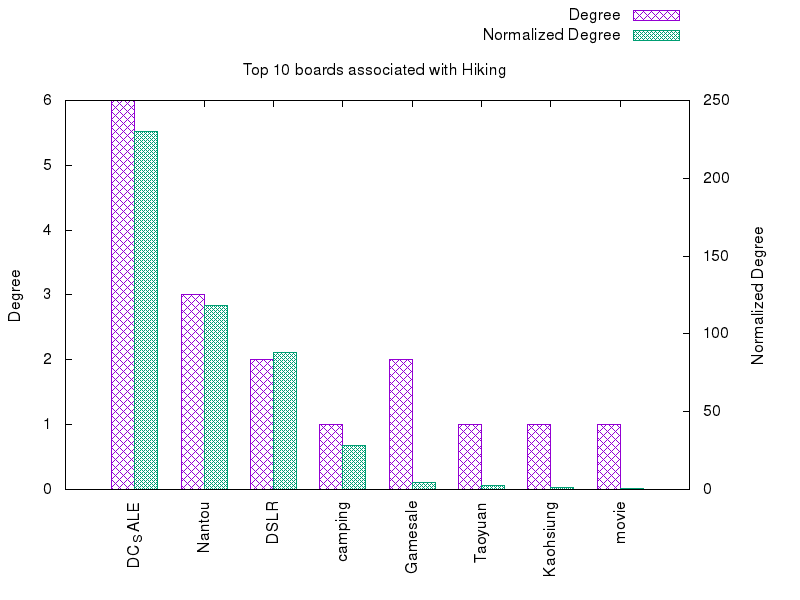 Degree
Normalized Degree
Top 10 boards associated with Hiking
6
5
4
3
2
1
0
250
200
150
100
50
0
Degree
Normalized Degree
DCsALE
Nantou
DSLR
camping
Gamesale
Taoyuan
Kaohsiung
movie